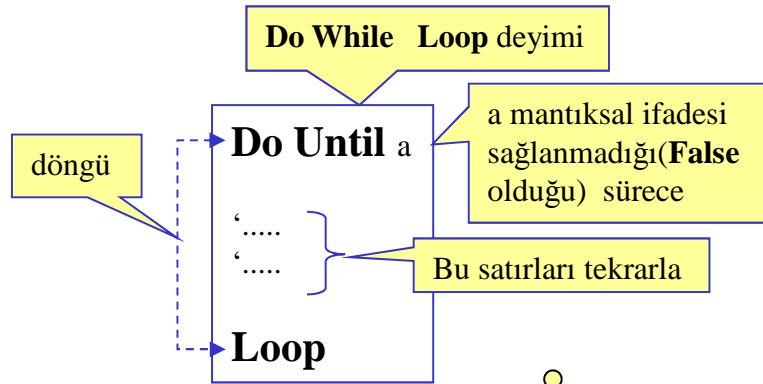 Do While Loop deyimi
Do Until a
a mantıksal ifadesi
sağlanmadığı(False
olduğu) sürece
döngü
‘.....
‘.....
Bu satırları tekrarla
Loop